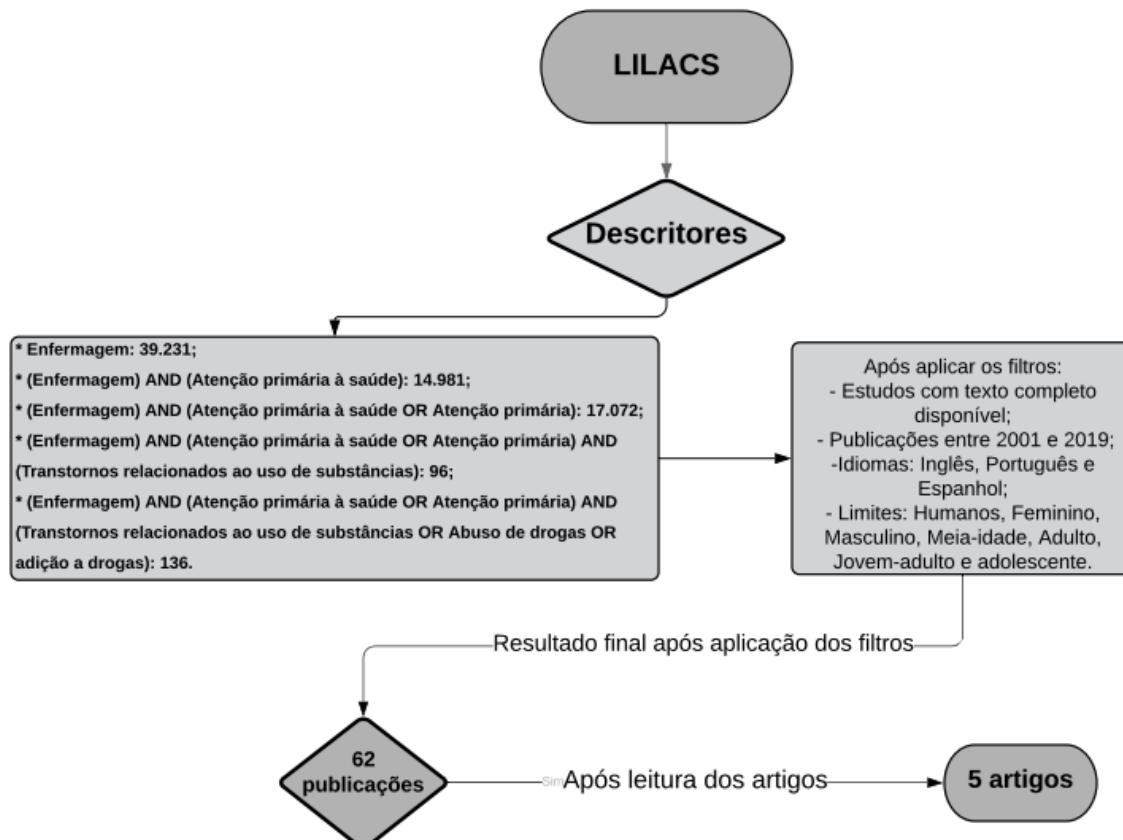 LILACS
Descritores
* Enfermagem: 39.231;
* (Enfermagem) AND (Atenção primária à saúde): 14.981;
* (Enfermagem) AND (Atenção primária à saúde OR Atenção primária): 17.072;
* (Enfermagem) AND (Atenção primária à saúde OR Atenção primária) AND
(Transtornos relacionados ao uso de substâncias): 96;
* (Enfermagem) AND (Atenção primária à saúde OR Atenção primária) AND
(Transtornos relacionados ao uso de substâncias OR Abuso de drogas OR
adição a drogas): 136.
Após aplicar os filtros:
- Estudos com texto completo
disponível;
- Publicações entre 2001 e 2019;
-Idiomas: Inglês, Português e
Espanhol;
- Limites: Humanos, Feminino,
Masculino, Meia-idade, Adulto,
Jovem-adulto e adolescente.
Resultado final após aplicação dos filtros
62
publicações
Sim
Após leitura dos artigos
5 artigos